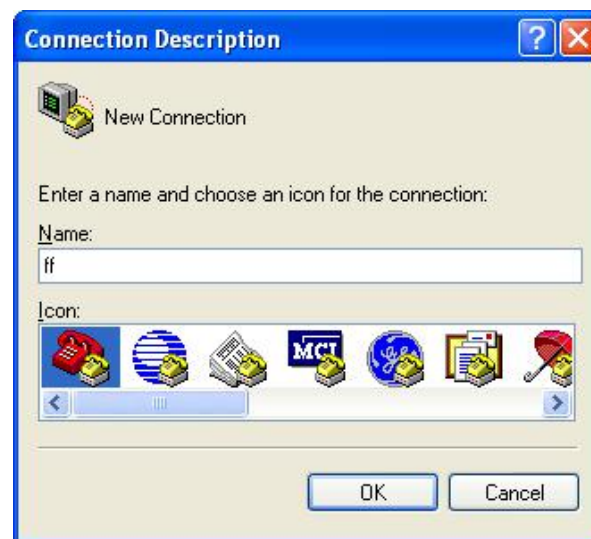 Connection Description
New Connection
Enter a name and choose an icon for the connection:
Name:
ff
Icon:
MCI
OK Cancel